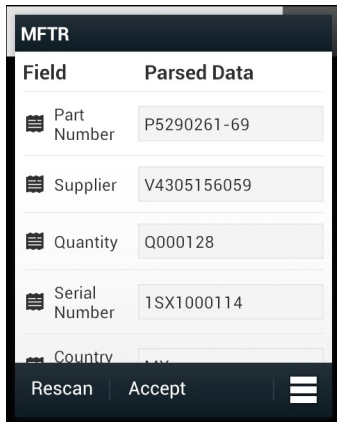 MFTR
Field Parsed Data
Part Number P5290261-69
Supplier V4305156059
Quantity Q000128
Serial Number 1SX1000114
Country
Rescan Accept